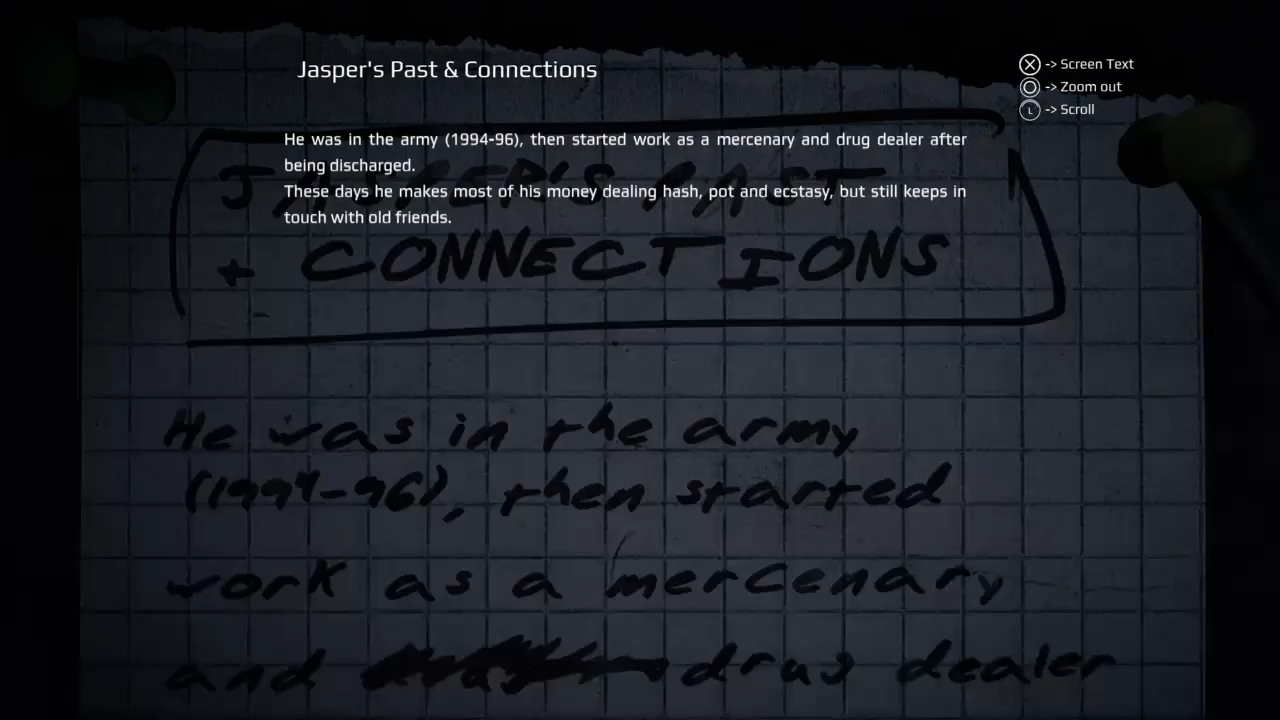 Jasper's Past & Connections
-> Screen Text
-> Zoom out
L -> Scroll
He was in the army (1994-96), then started work as a mercenary and drug dealer after
being discharged.
These days he makes most of his money dealing hash, pot and ecstasy, but still keeps in
touch with old friends.
JASPER'S PAST
+ CONNECTIONS
He was in the army
(1994-96), then started
work as a mercenary
and drug dealer